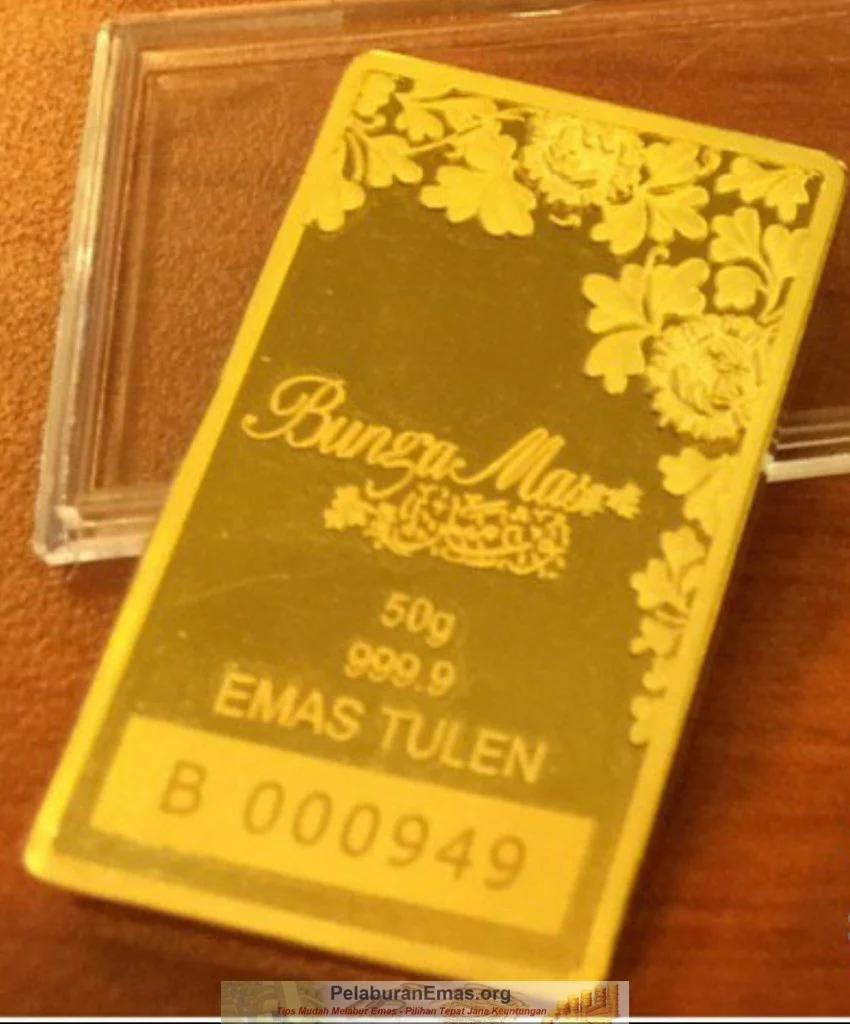 Bunga Mas
50g
999.9
EMAS TULEN
B 000949
PelaburanEmas.org
Tips Mudah Melabur Emas - Pilihan Tepat Jana Keuntungan